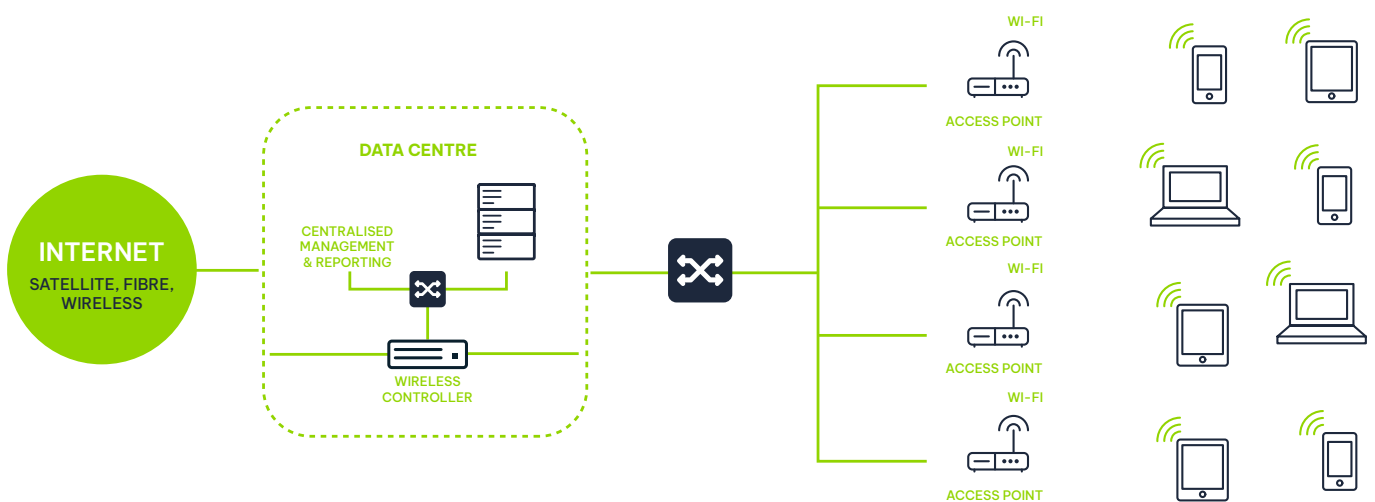 INTERNET
SATELLITE, FIBRE,
WIRELESS
DATA CENTRE
CENTRALISED
MANAGEMENT
& REPORTING
WIRELESS
CONTROLLER
WI-FI
ACCESS POINT
WI-FI
ACCESS POINT
WI-FI
ACCESS POINT
WI-FI
ACCESS POINT